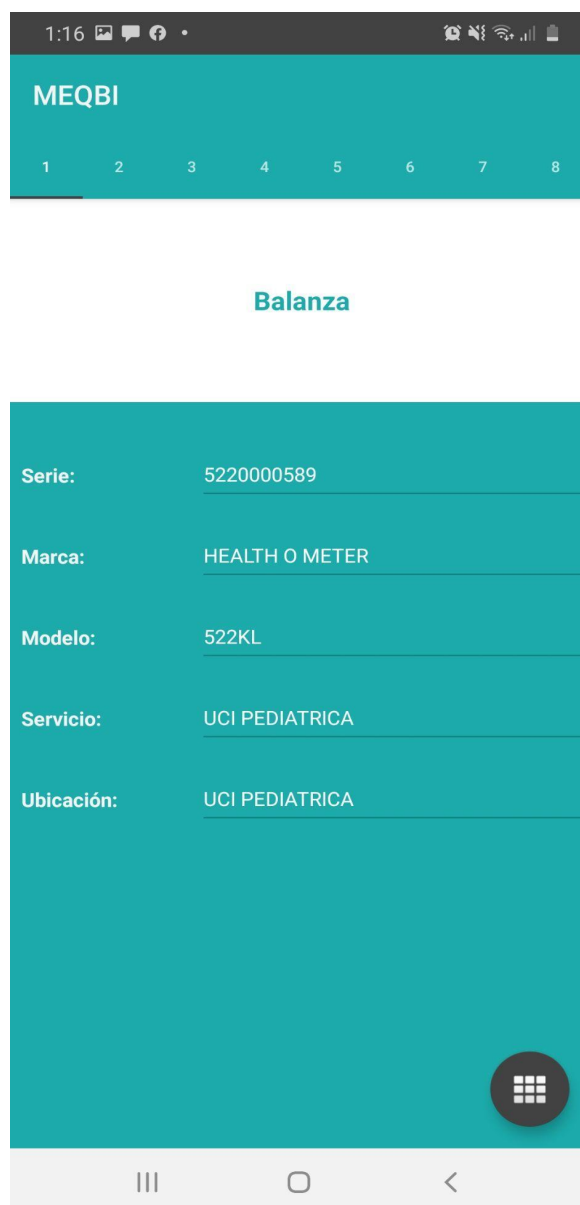 1:16
MEQBI
1 2 3 4 5 6 7 8
Balanza
Serie: 5220000589
Marca: HEALTH O METER
Modelo: 522KL
Servicio: UCI PEDIATRICA
Ubicación: UCI PEDIATRICA